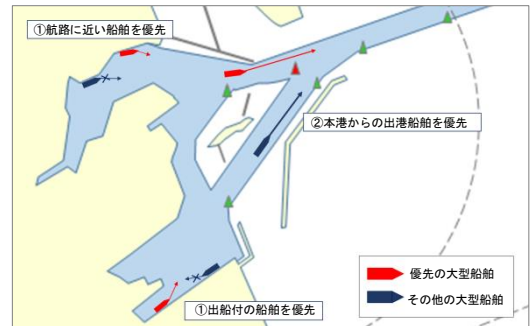 ①航路に近い船舶を優先
②本港からの出港船舶を優先
①出船付の船舶を優先
優先の大型船舶
その他の大型船舶